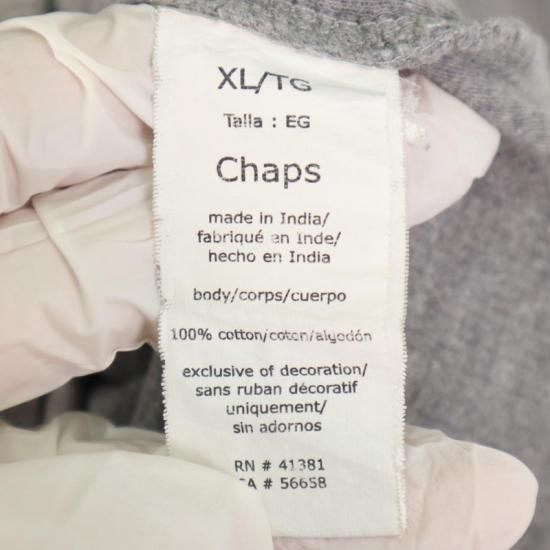 XL/TG
Talla : EG
Chaps
made in India/
fabriqué en Inde/
hecho en India
body/corps/cuerpo
100% cotton/coton/algodón
exclusive of decoration/
sans ruban décoratif
uniquement/
sin adornos
RN # 41381
CA # 56658